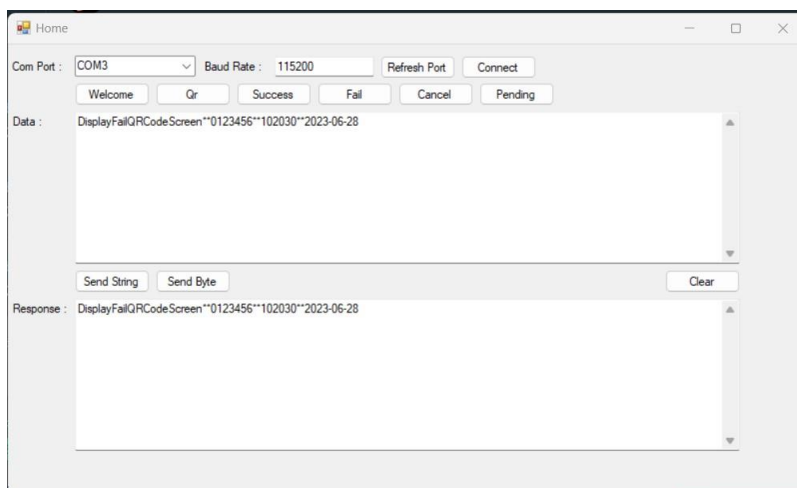 Home
Com Port : COM3 Baud Rate : 115200 Refresh Port Connect
Welcome Qr Success Fail Cancel Pending
Data : DisplayFailQRCodeScreen**0123456**102030**2023-06-28
Send String Send Byte Clear
Response : DisplayFailQRCodeScreen**0123456**102030**2023-06-28